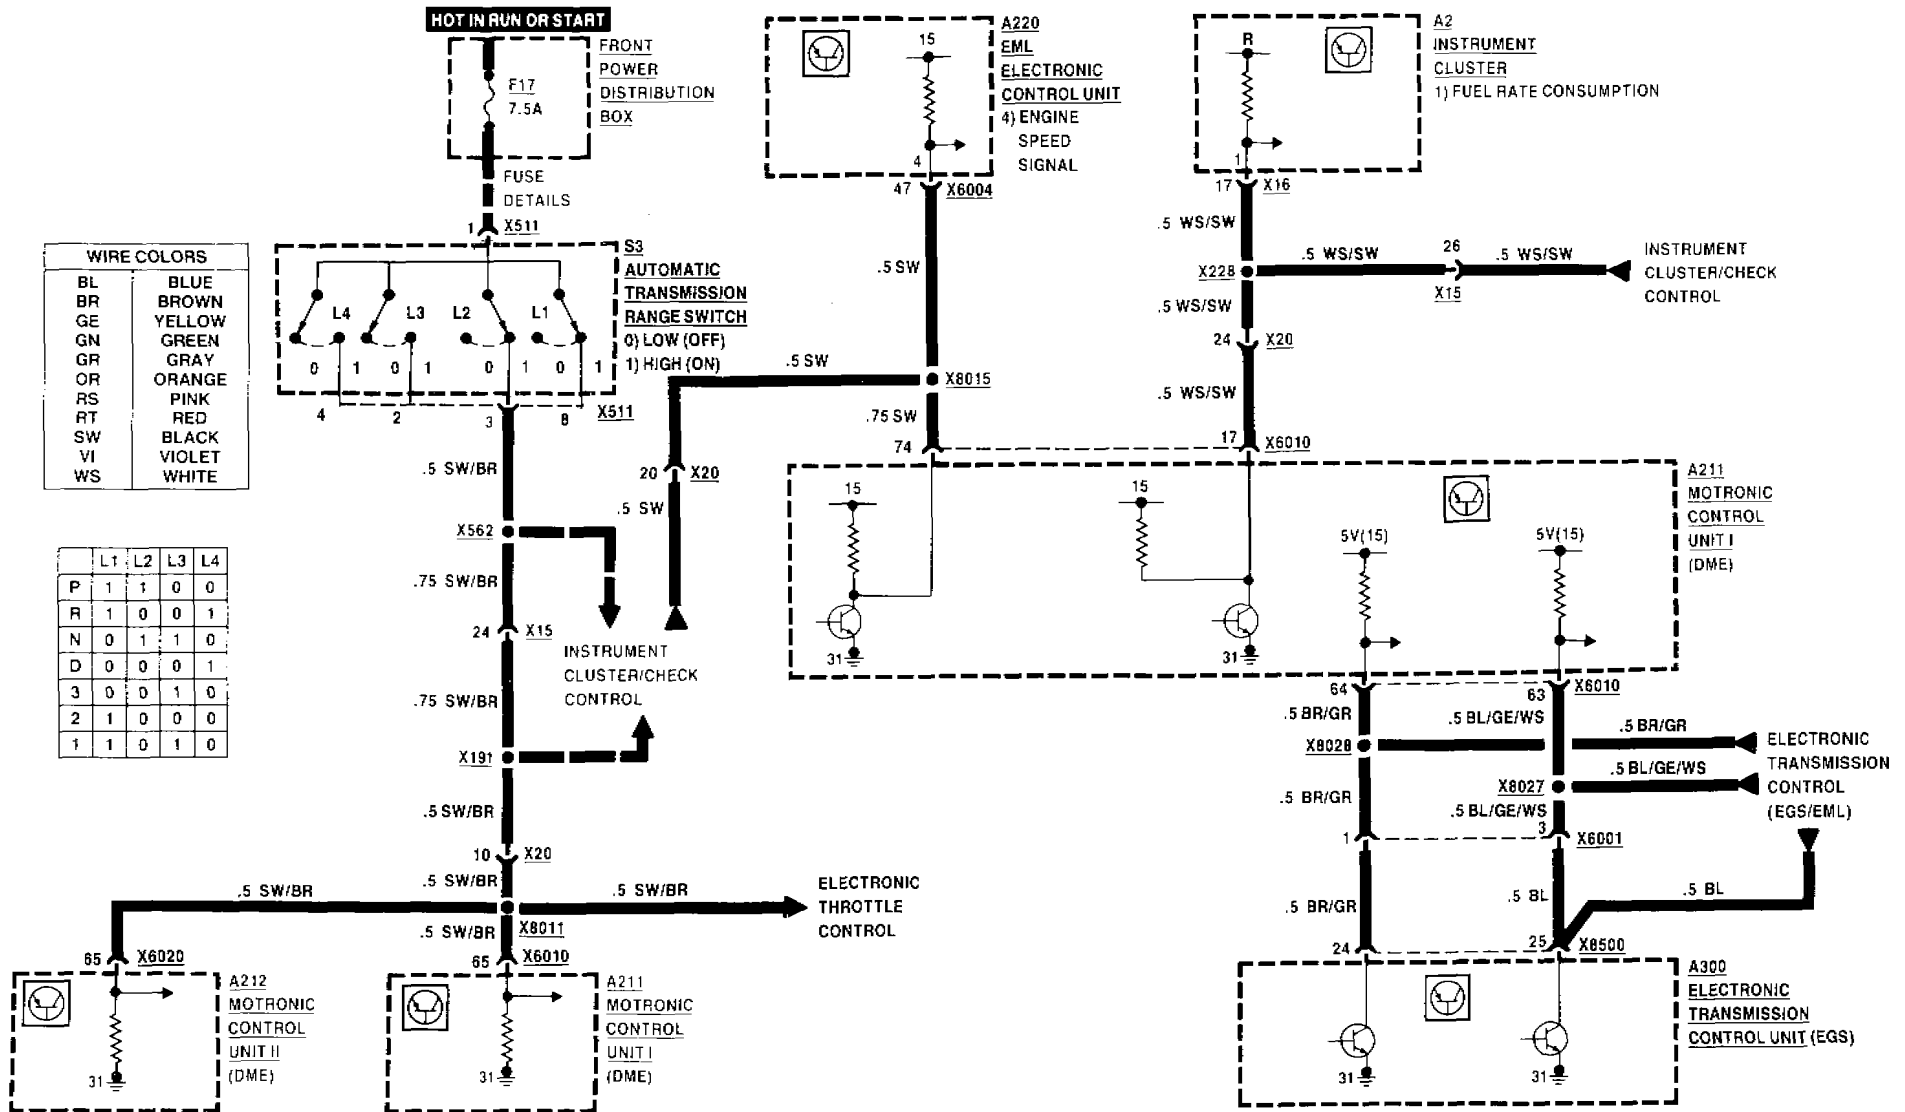 HOT IN RUN OR START
F17
7.5A
FRONT
POWER
DISTRIBUTION
BOX
FUSE
DETAILS
1
X511
S3
AUTOMATIC
TRANSMISSION
RANGE SWITCH
0) LOW (OFF)
1) HIGH (ON)
L4
L3
L2
L1
0 1 0 1 0 1 0 1
4
2
3
8
X511
WIRE COLORS
BL BLUE
BR BROWN
GE YELLOW
GN GREEN
GR GRAY
OR ORANGE
RS PINK
RT RED
SW BLACK
VI VIOLET
WS WHITE
L1 L2 L3 L4
P 1 1 0 0
R 1 0 0 1
N 0 1 1 0
D 0 0 0 1
3 0 0 1 0
2 1 0 0 0
1 1 0 1 0
.5 SW/BR
X562
.75 SW/BR
24
X15
INSTRUMENT
CLUSTER/CHECK
CONTROL
.75 SW/BR
X191
.5 SW/BR
10
X20
.5 SW/BR
.5 SW/BR
.5 SW/BR
ELECTRONIC
THROTTLE
CONTROL
X8011
.5 SW/BR
65
X6020
65
X6010
A212
MOTRONIC
CONTROL
UNIT II
(DME)
31
A211
MOTRONIC
CONTROL
UNIT I
(DME)
31
15
4
A220
EML
ELECTRONIC
CONTROL UNIT
4) ENGINE
SPEED
SIGNAL
47
X6004
.5 SW
.5 SW
X8015
.75 SW
20
X20
.5 SW
74
R
1
A2
INSTRUMENT
CLUSTER
1) FUEL RATE CONSUMPTION
17
X16
.5 WS/SW
X228
.5 WS/SW
26
X15
.5 WS/SW
INSTRUMENT
CLUSTER/CHECK
CONTROL
.5 WS/SW
24
X20
.5 WS/SW
17
X6010
15
31
15
31
5V(15)
5V(15)
A211
MOTRONIC
CONTROL
UNIT I
(DME)
64
63
X6010
.5 BR/GR
.5 BL/GE/WS
.5 BR/GR
X8028
ELECTRONIC
TRANSMISSION
CONTROL
(EGS/EML)
.5 BL/GE/WS
X8027
.5 BR/GR
.5 BL/GE/WS
1
3
X6001
.5 BR/GR
.5 BL
.5 BL
24
25
X8500
A300
ELECTRONIC
TRANSMISSION
CONTROL UNIT (EGS)
31
31